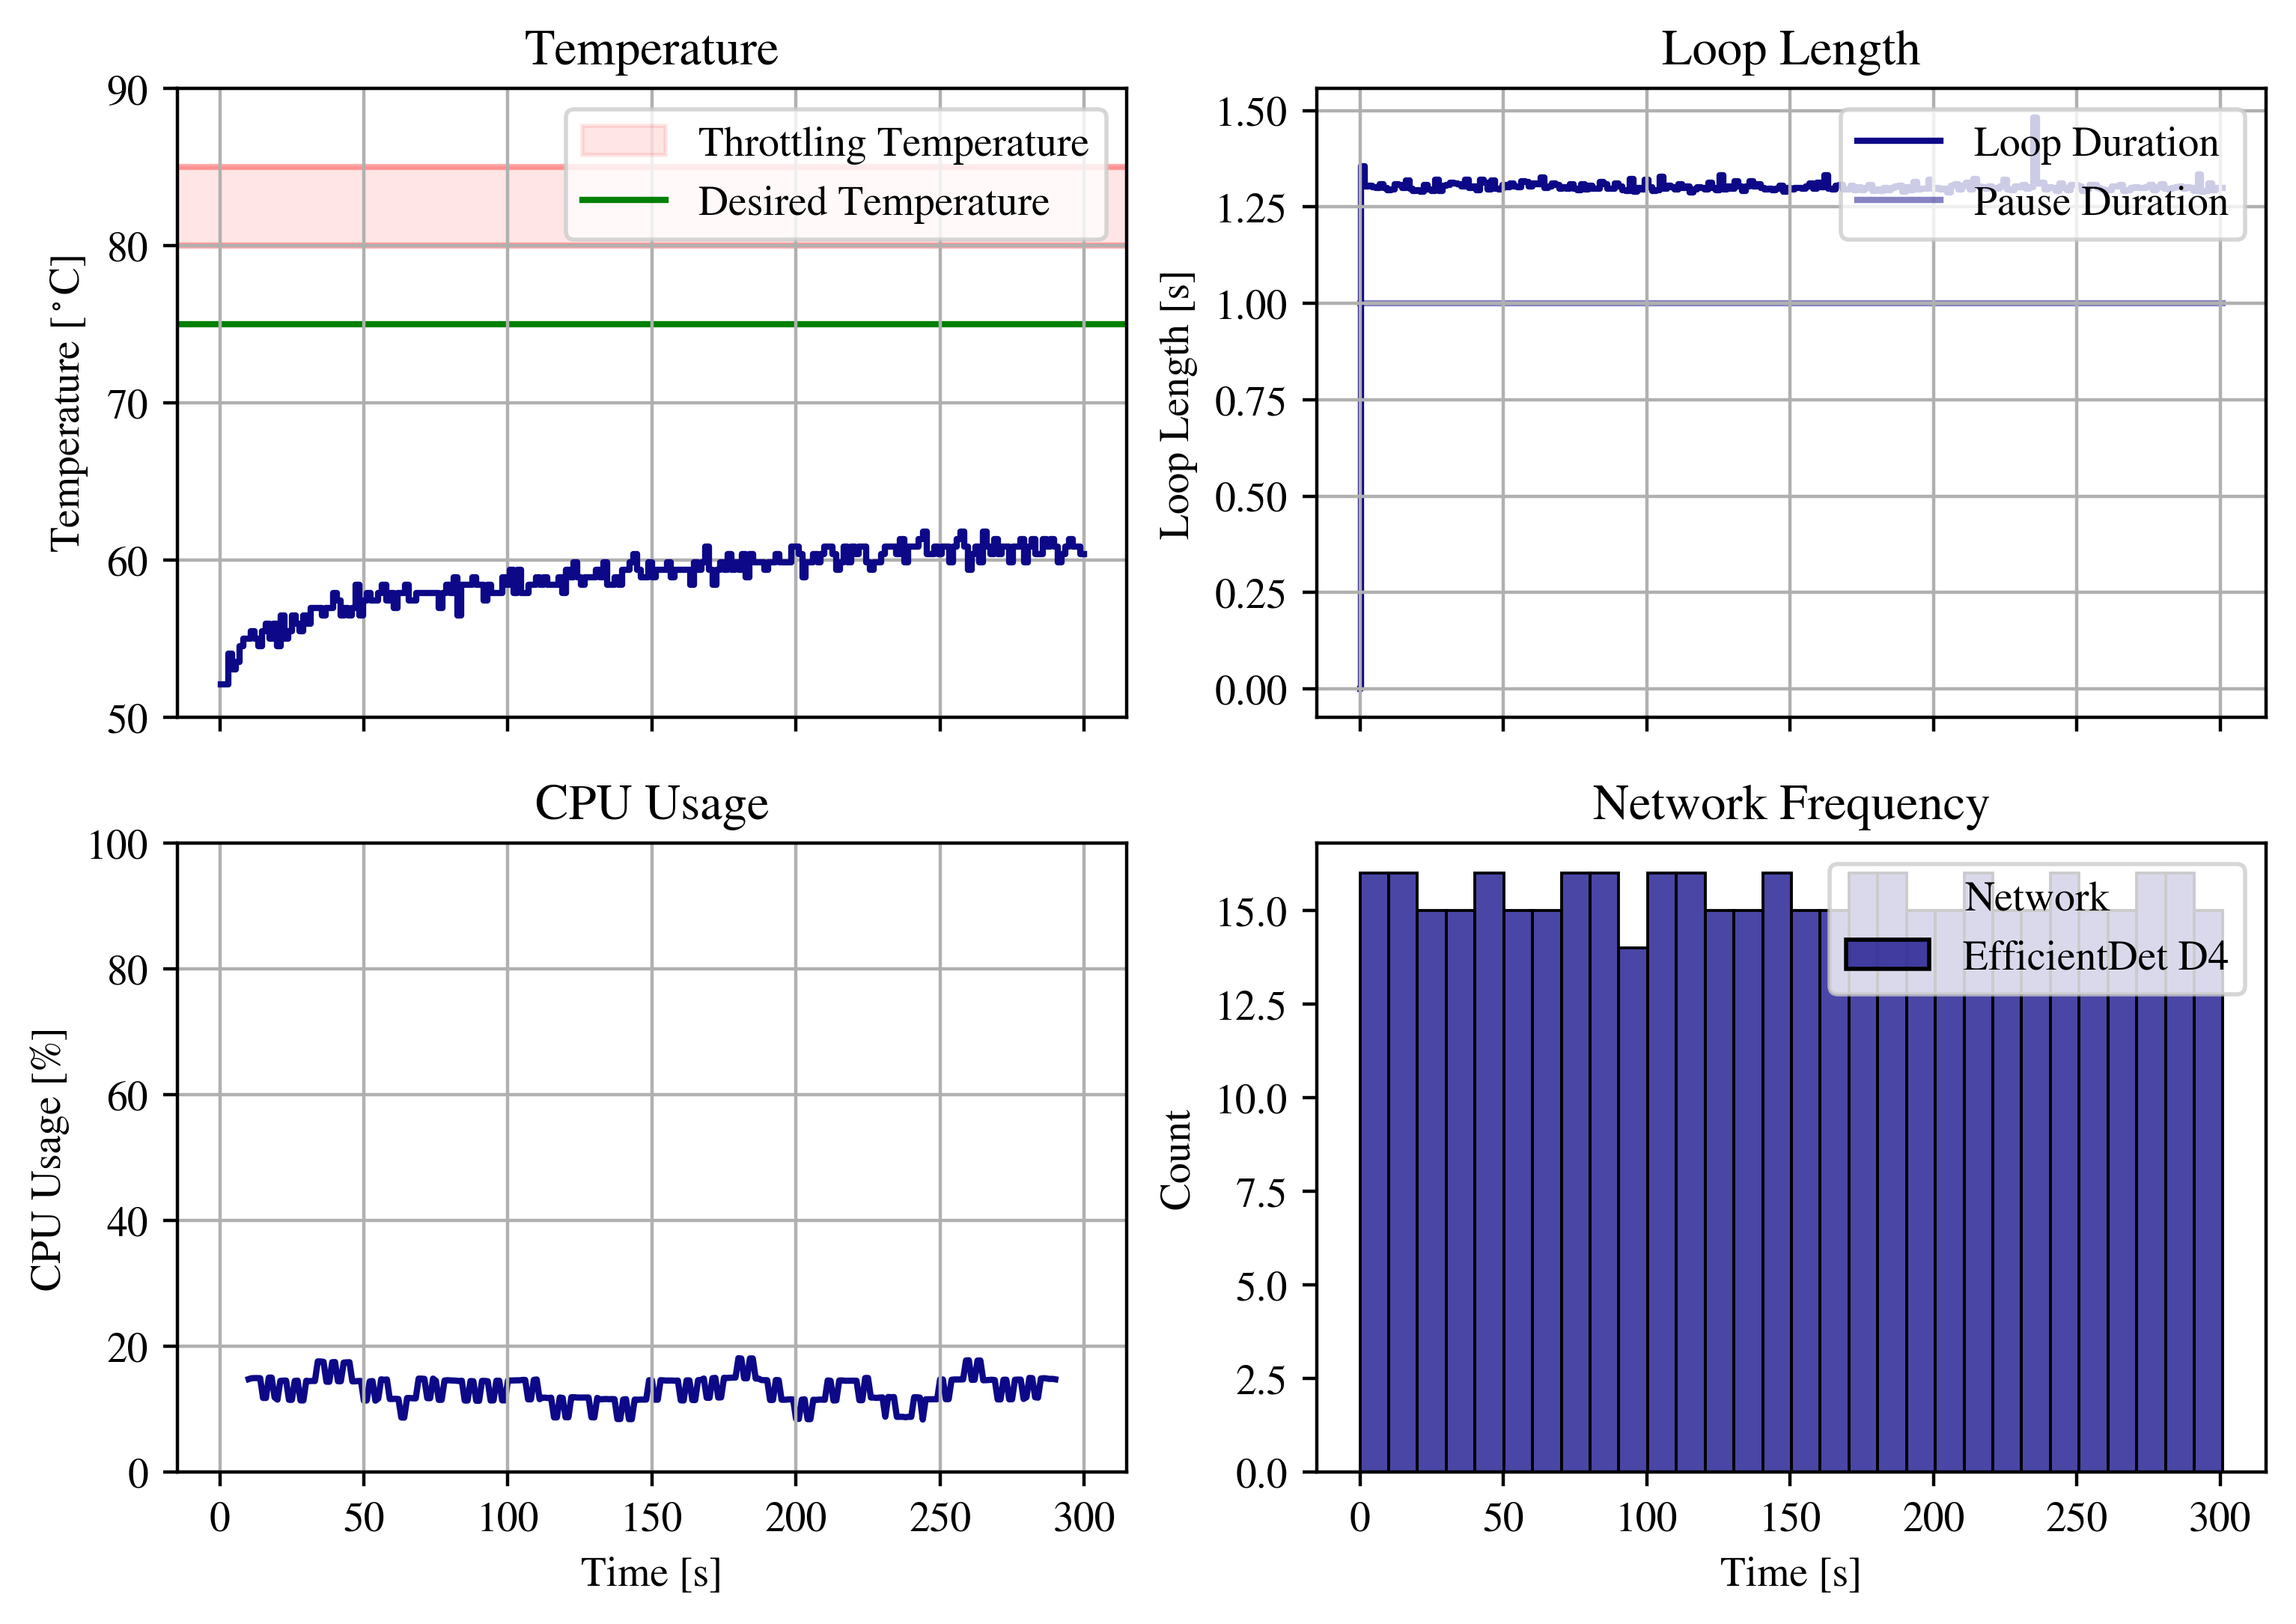 Temperature
90
80
70
60
50
Temperature [°C]
Throttling Temperature
Desired Temperature
Loop Length
1.50
1.25
1.00
0.75
0.50
0.25
0.00
Loop Length [s]
Loop Duration
Pause Duration
CPU Usage
100
80
60
40
20
0
CPU Usage [%]
0 50 100 150 200 250 300
Time [s]
Network Frequency
15.0
12.5
10.0
7.5
5.0
2.5
0.0
Count
Network
EfficientDet D4
0 50 100 150 200 250 300
Time [s]